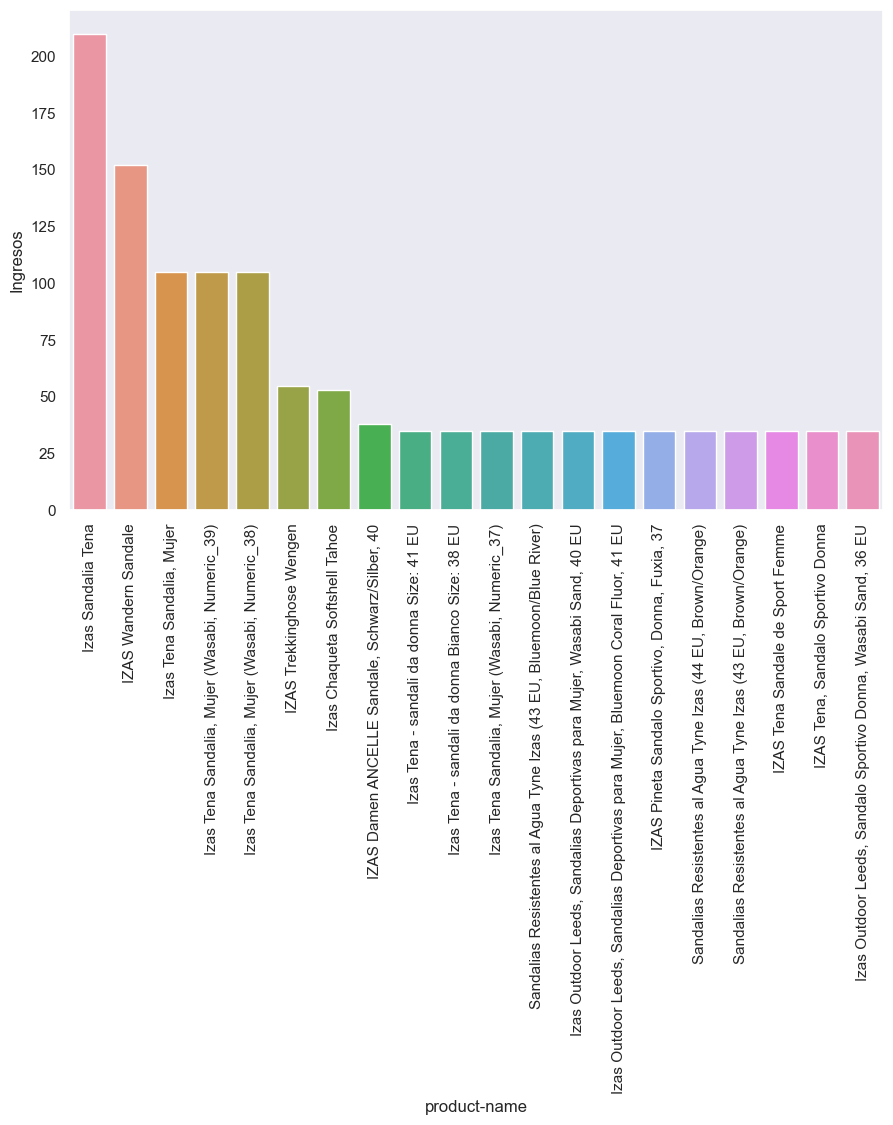 200
175
150
125
100
75
50
25
0
Ingresos
Izas Sandalia Tena
IZAS Wandern Sandale
Izas Tena Sandalia, Mujer
Izas Tena Sandalia, Mujer (Wasabi, Numeric_39)
Izas Tena Sandalia, Mujer (Wasabi, Numeric_38)
IZAS Trekkinghose Wengen
Izas Chaqueta Softshell Tahoe
IZAS Damen ANCELLE Sandale, Schwarz/Silber, 40
Izas Tena - sandali da donna Size: 41 EU
Izas Tena - sandali da donna Bianco Size: 38 EU
Izas Tena Sandalia, Mujer (Wasabi, Numeric_37)
Sandalias Resistentes al Agua Tyne Izas (43 EU, Bluemoon/Blue River)
Izas Outdoor Leeds, Sandalias Deportivas para Mujer, Wasabi Sand, 40 EU
Izas Outdoor Leeds, Sandalias Deportivas para Mujer, Bluemoon Coral Fluor, 41 EU
IZAS Pineta Sandalo Sportivo, Donna, Fuxia, 37
Sandalias Resistentes al Agua Tyne Izas (44 EU, Brown/Orange)
Sandalias Resistentes al Agua Tyne Izas (43 EU, Brown/Orange)
IZAS Tena Sandale de Sport Femme
IZAS Tena, Sandalo Sportivo Donna
Izas Outdoor Leeds, Sandalo Sportivo Donna, Wasabi Sand, 36 EU
product-name